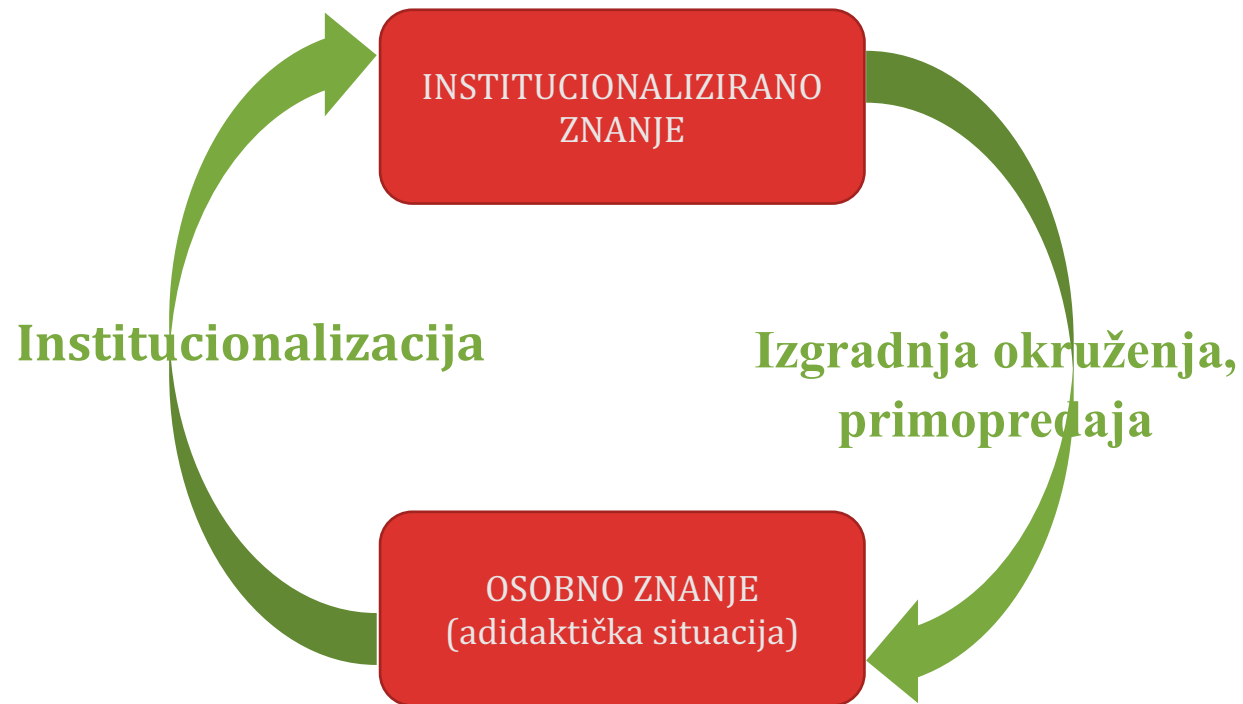 INSTITUCIONALIZIRANO
ZNANJE
Institucionalizacija
Izgradnja okruženja,
primopredaja
OSOBNO ZNANJE
(adidaktička situacija)